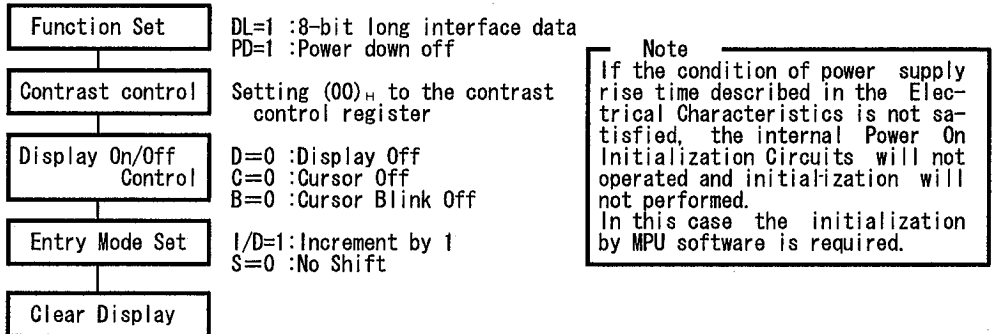 Function Set
DL=1 :8-bit long interface data
PD=1 :Power down off
Contrast control
Setting (00)H to the contrast
control register
Display On/Off
Control
D=0 :Display Off
C=0 :Cursor Off
B=0 :Cursor Blink Off
Entry Mode Set
I/D=1:Increment by 1
S=0 :No Shift
Clear Display
Note
If the condition of power supply
rise time described in the Elec-
trical Characteristics is not sa-
tisfied, the internal Power On
Initialization Circuits will not
operated and initial-ization will
not performed.
In this case the initialization
by MPU software is required.